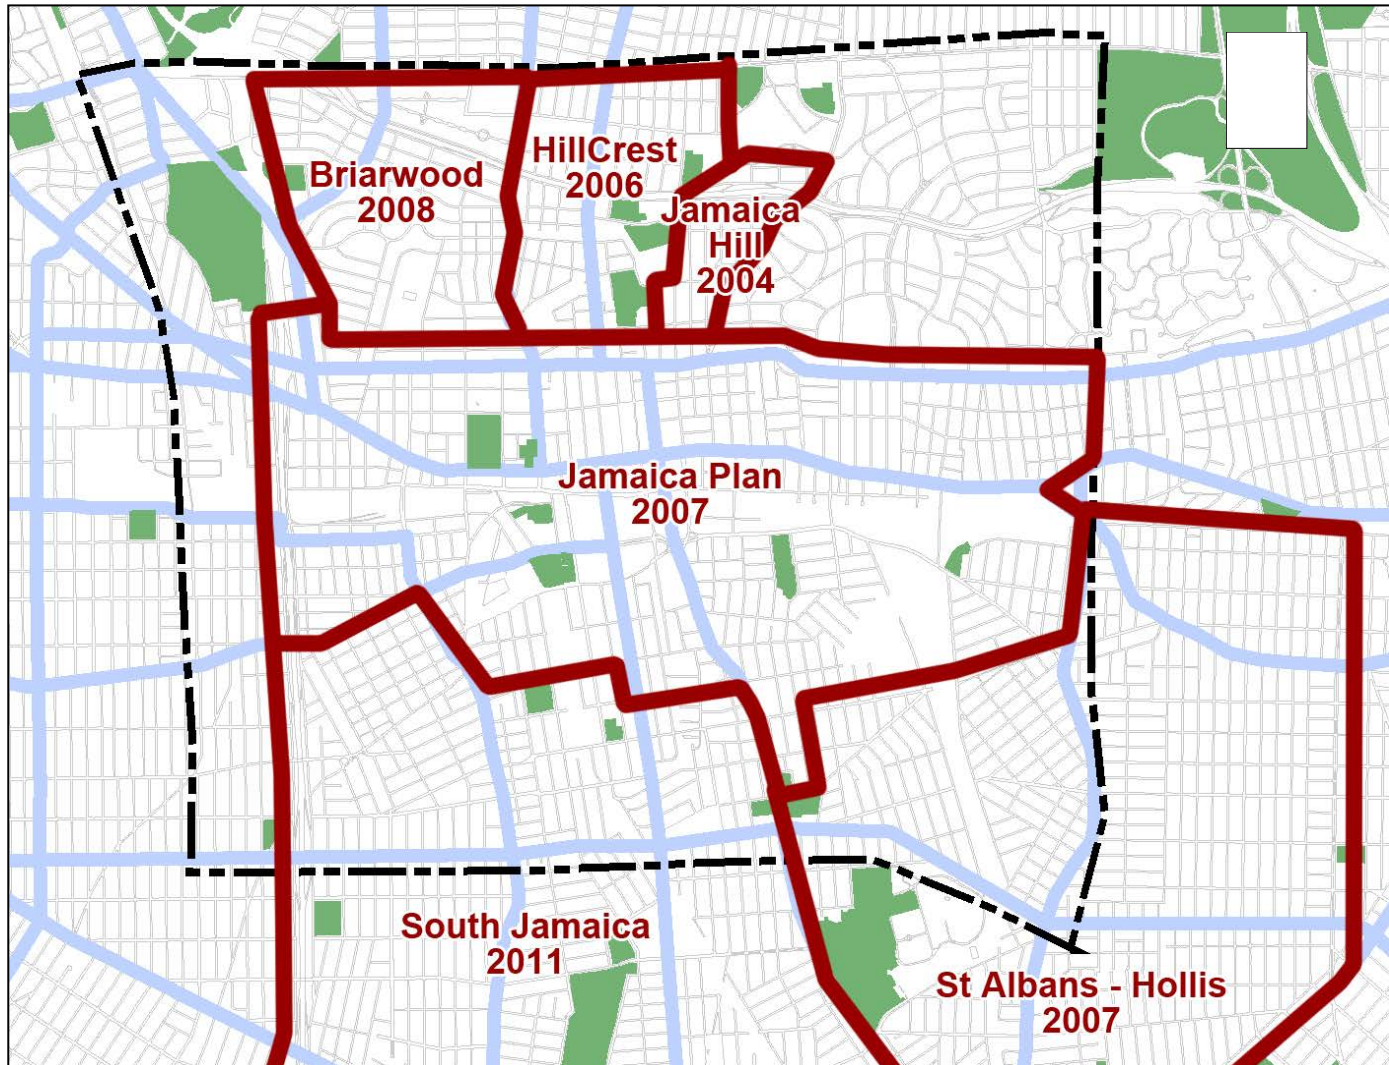 Briarwood
2008
HillCrest
2006
Jamaica
Hill
2004
Jamaica Plan
2007
South Jamaica
2011
St Albans - Hollis
2007